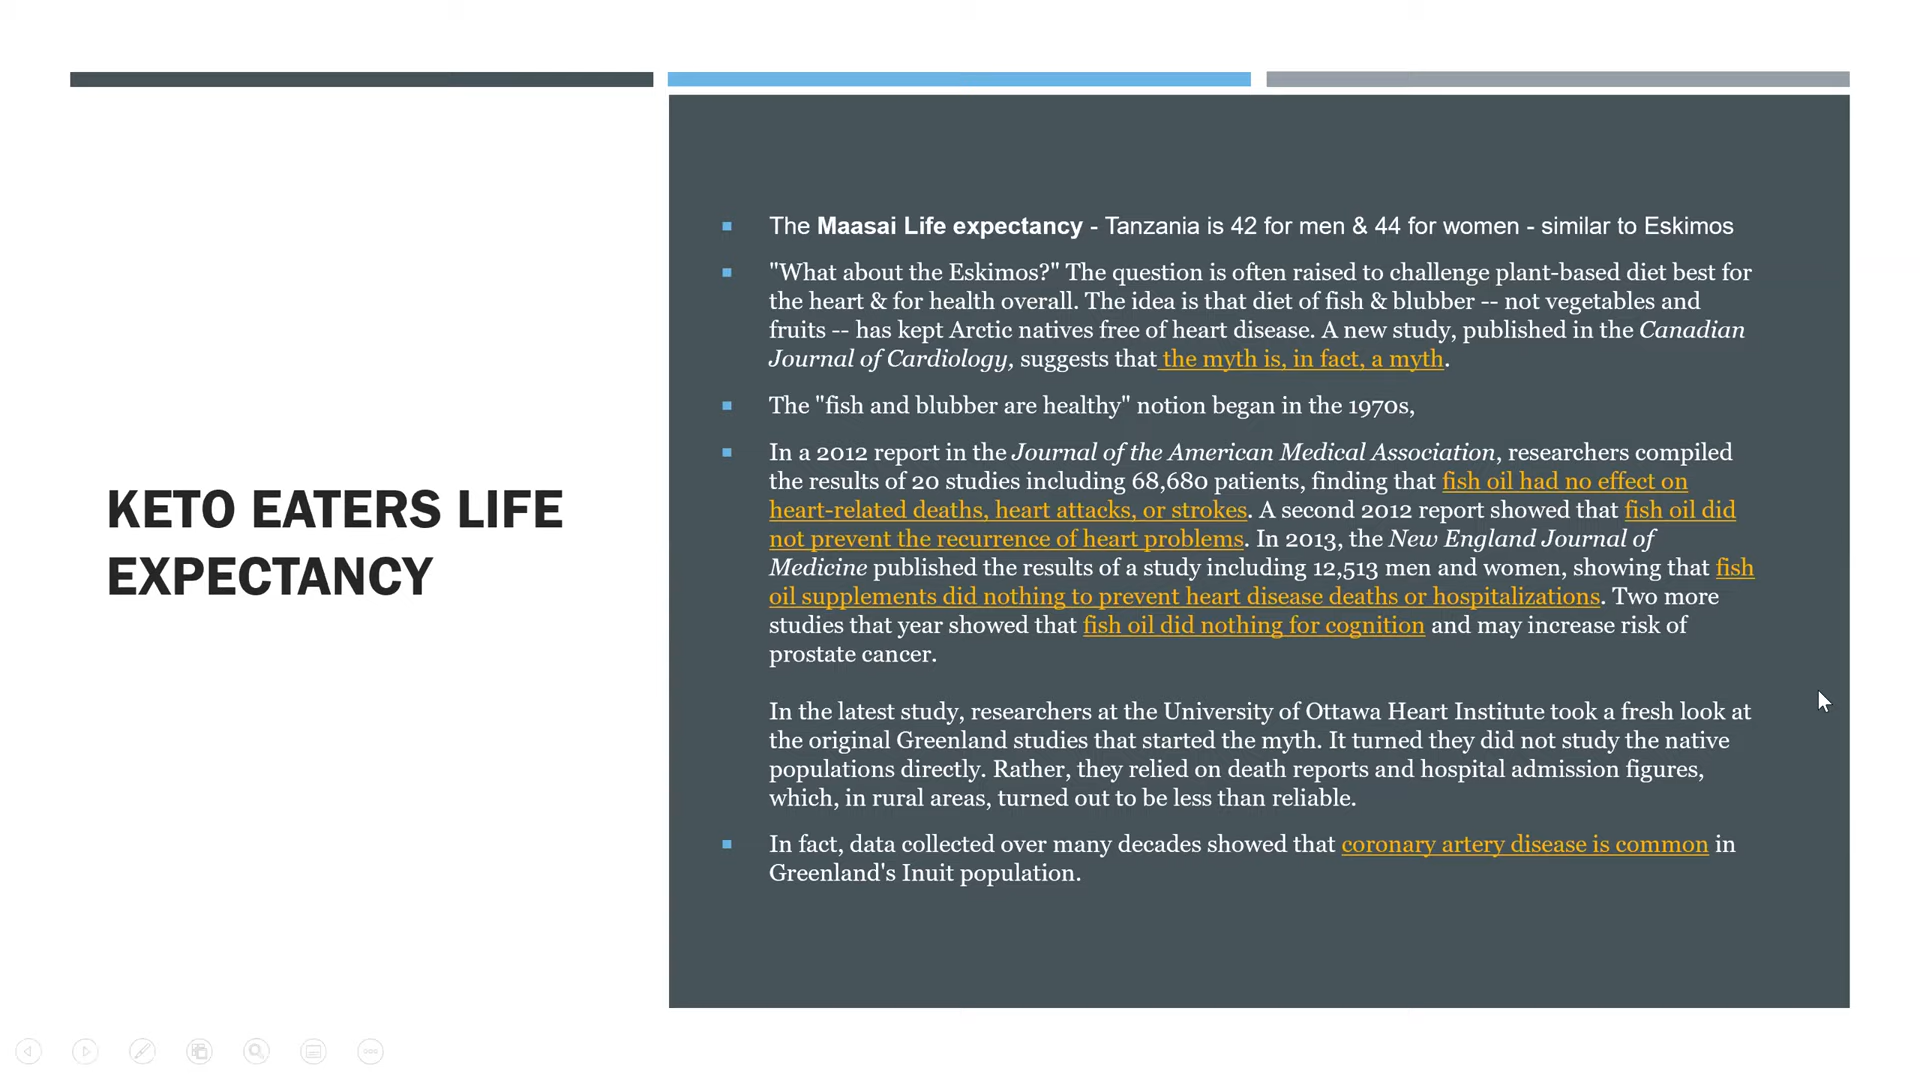 KETO EATERS LIFE
EXPECTANCY
The Maasai Life expectancy - Tanzania is 42 for men & 44 for women - similar to Eskimos
"What about the Eskimos?" The question is often raised to challenge plant-based diet best for
the heart & for health overall. The idea is that diet of fish & blubber -- not vegetables and
fruits -- has kept Arctic natives free of heart disease. A new study, published in the Canadian
Journal of Cardiology, suggests that the myth is, in fact, a myth.
The "fish and blubber are healthy" notion began in the 1970s,
In a 2012 report in the Journal of the American Medical Association, researchers compiled
the results of 20 studies including 68,680 patients, finding that fish oil had no effect on
heart-related deaths, heart attacks, or strokes. A second 2012 report showed that fish oil did
not prevent the recurrence of heart problems. In 2013, the New England Journal of
Medicine published the results of a study including 12,513 men and women, showing that fish
oil supplements did nothing to prevent heart disease deaths or hospitalizations. Two more
studies that year showed that fish oil did nothing for cognition and may increase risk of
prostate cancer.
In the latest study, researchers at the University of Ottawa Heart Institute took a fresh look at
the original Greenland studies that started the myth. It turned they did not study the native
populations directly. Rather, they relied on death reports and hospital admission figures,
which, in rural areas, turned out to be less than reliable.
In fact, data collected over many decades showed that coronary artery disease is common in
Greenland's Inuit population.